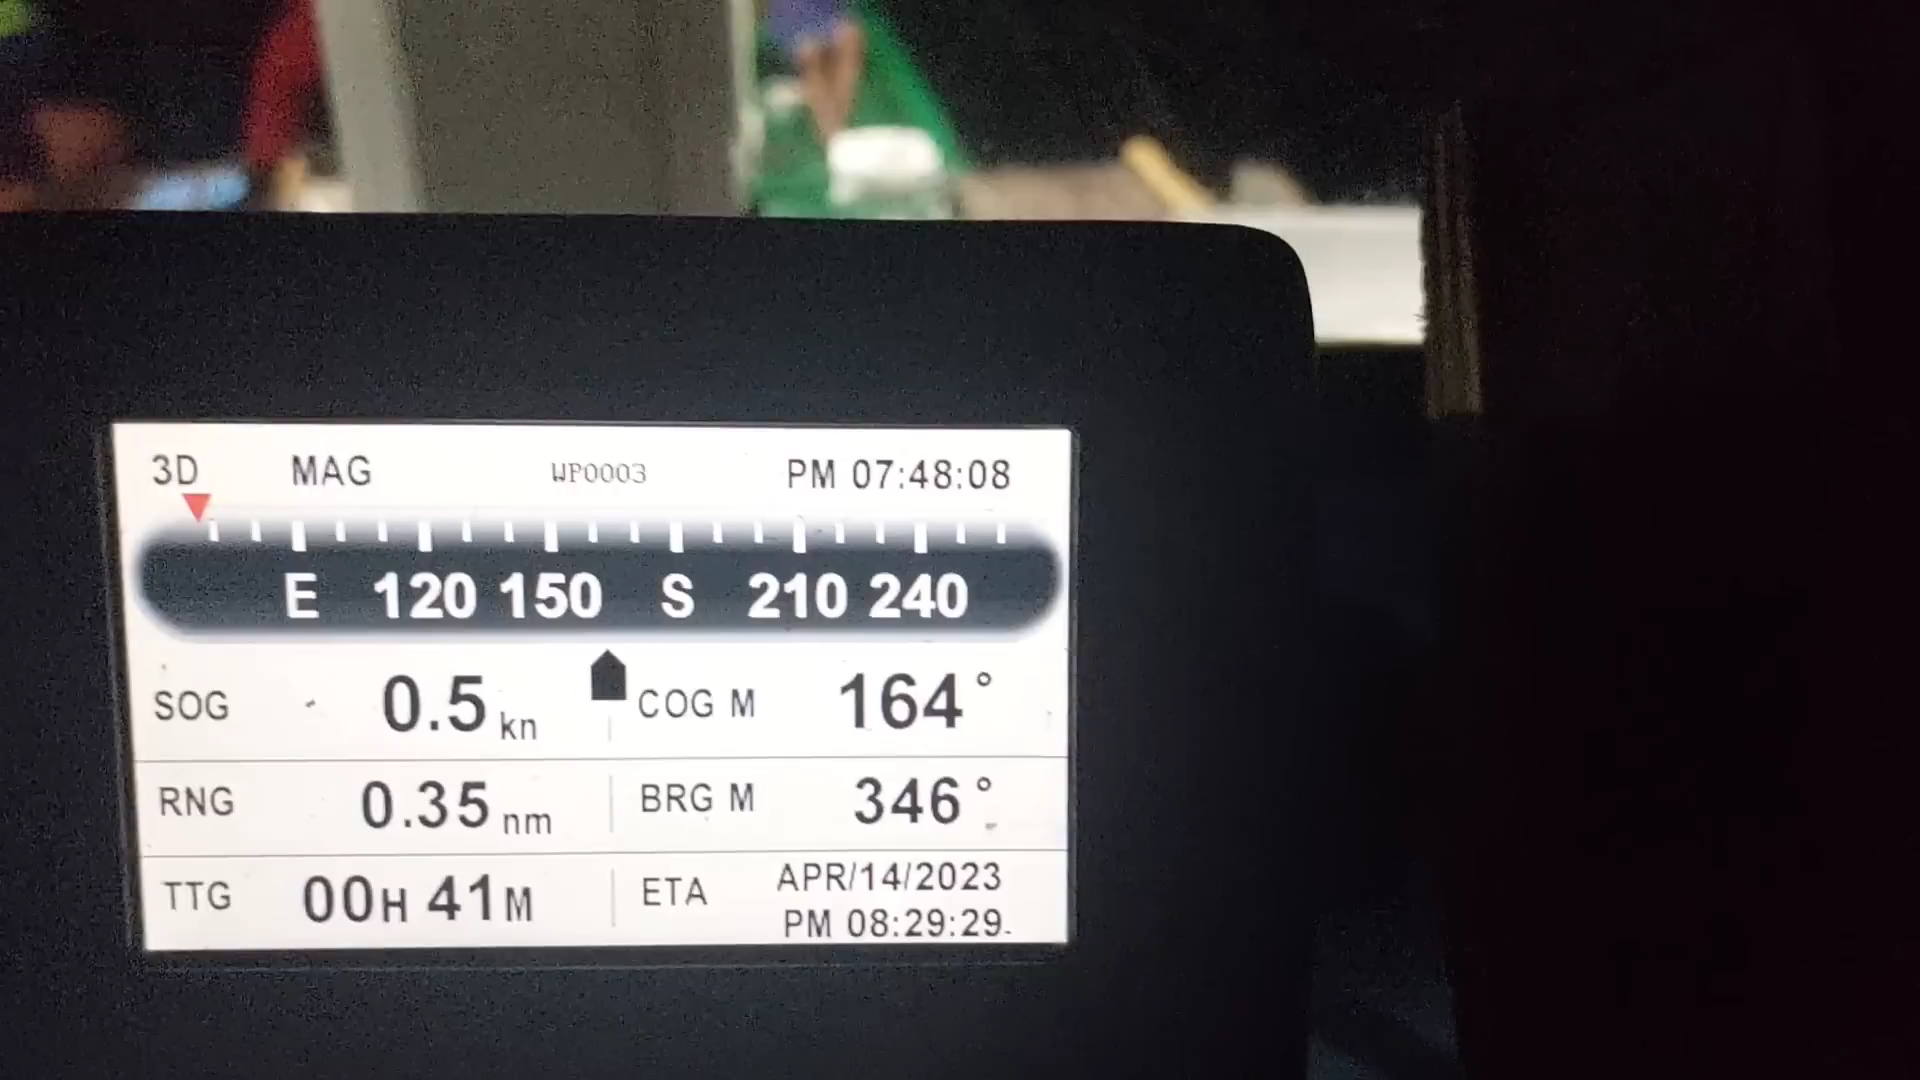 3D MAG WP0003 PM 07:48:08
E 120 150 S 210 240
SOG 0.5 kn COG M 164°
RNG 0.35 nm BRG M 346°
TTG 00H 41M ETA APR/14/2023
PM 08:29:29